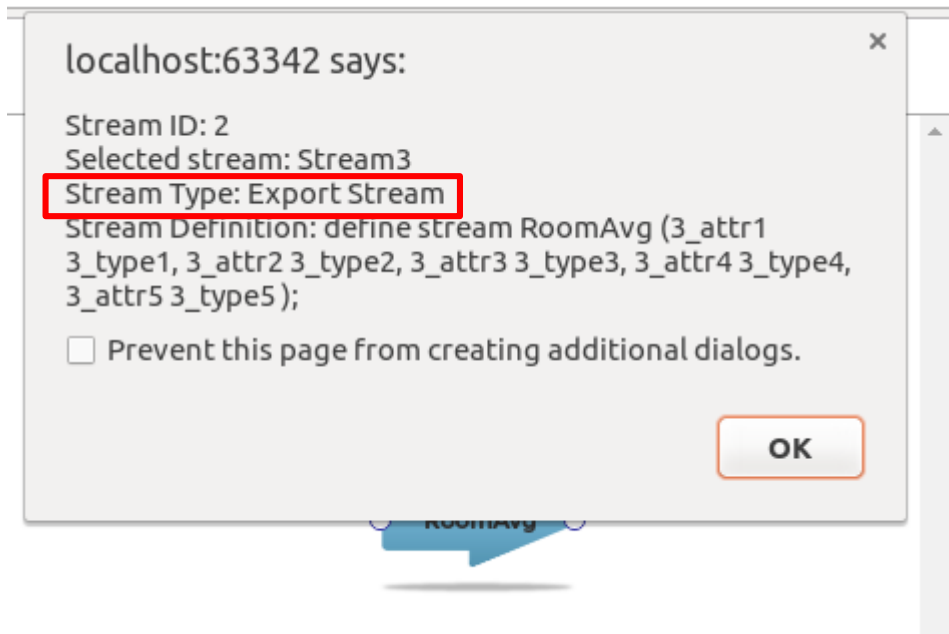 localhost:63342 says:
Stream ID: 2
Selected stream: Stream3
Stream Type: Export Stream
Stream Definition: define stream RoomAvg (3_attr1
3_type1, 3_attr2 3_type2, 3_attr3 3_type3, 3_attr4 3_type4,
3_attr5 3_type5 );
Prevent this page from creating additional dialogs.
OK
RoomAvg